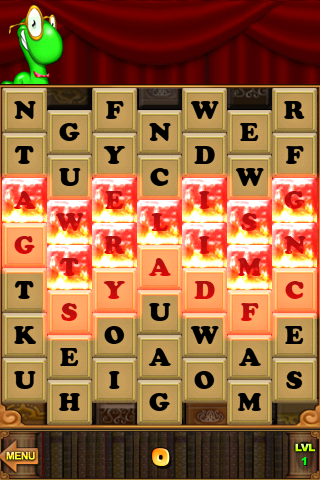 N F W R
G N E
T Y D F
U C W
A E I G
W L S
G R I N
T A M
T Y D C
S U F
K O W E
E A A
U I O S
H G M
MENU 0 LVL
1